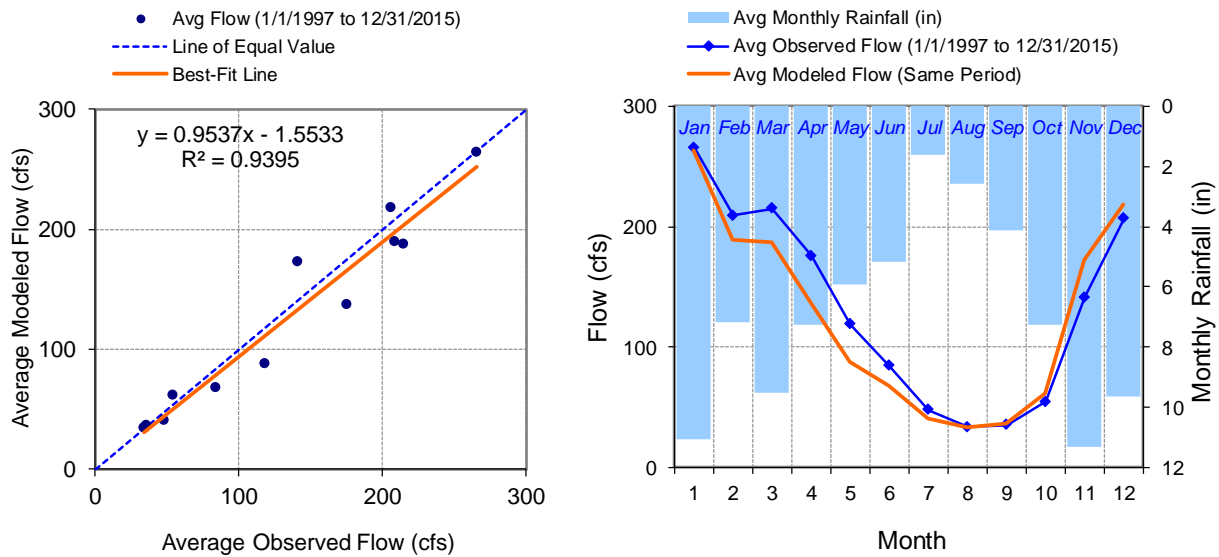 Avg Flow (1/1/1997 to 12/31/2015)
Line of Equal Value
Best-Fit Line
y = 0.9537x - 1.5533
R² = 0.9395
Average Modeled Flow (cfs)
300
200
100
0
0 100 200 300
Average Observed Flow (cfs)
Avg Monthly Rainfall (in)
Avg Observed Flow (1/1/1997 to 12/31/2015)
Avg Modeled Flow (Same Period)
Jan Feb Mar Apr May Jun Jul Aug Sep Oct Nov Dec
Flow (cfs)
300
200
100
0
0
2
4
6
8
10
12
Monthly Rainfall (in)
1 2 3 4 5 6 7 8 9 10 11 12
Month